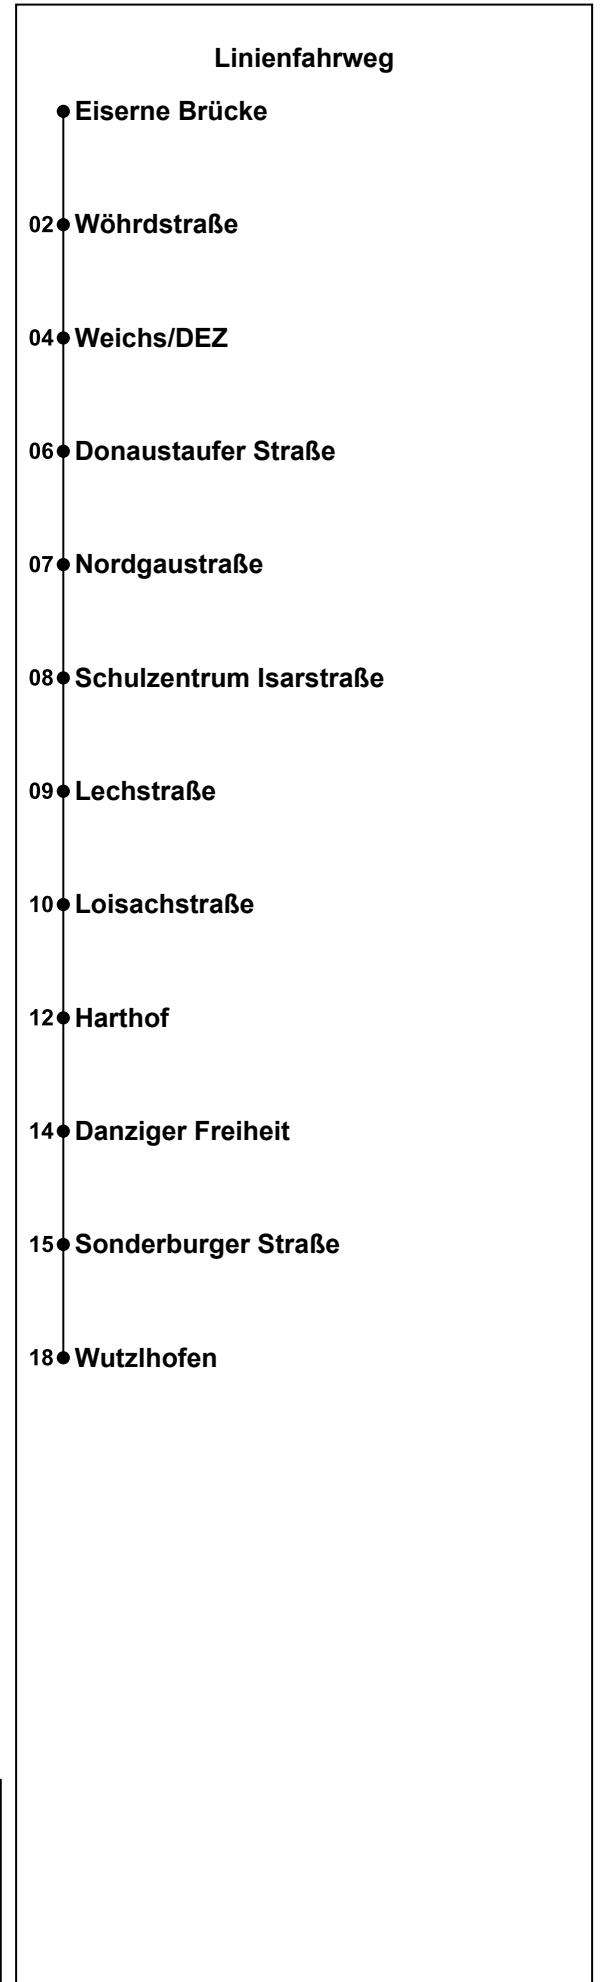 Linienfahrweg
Eiserne Brücke
02 Wöhrdstraße
04 Weichs/DEZ
06 Donaustaufer Straße
07 Nordgaustraße
08 Schulzentrum Isarstraße
09 Lechstraße
10 Loisachstraße
12 Harthof
14 Danziger Freiheit
15 Sonderburger Straße
18 Wutzlhofen